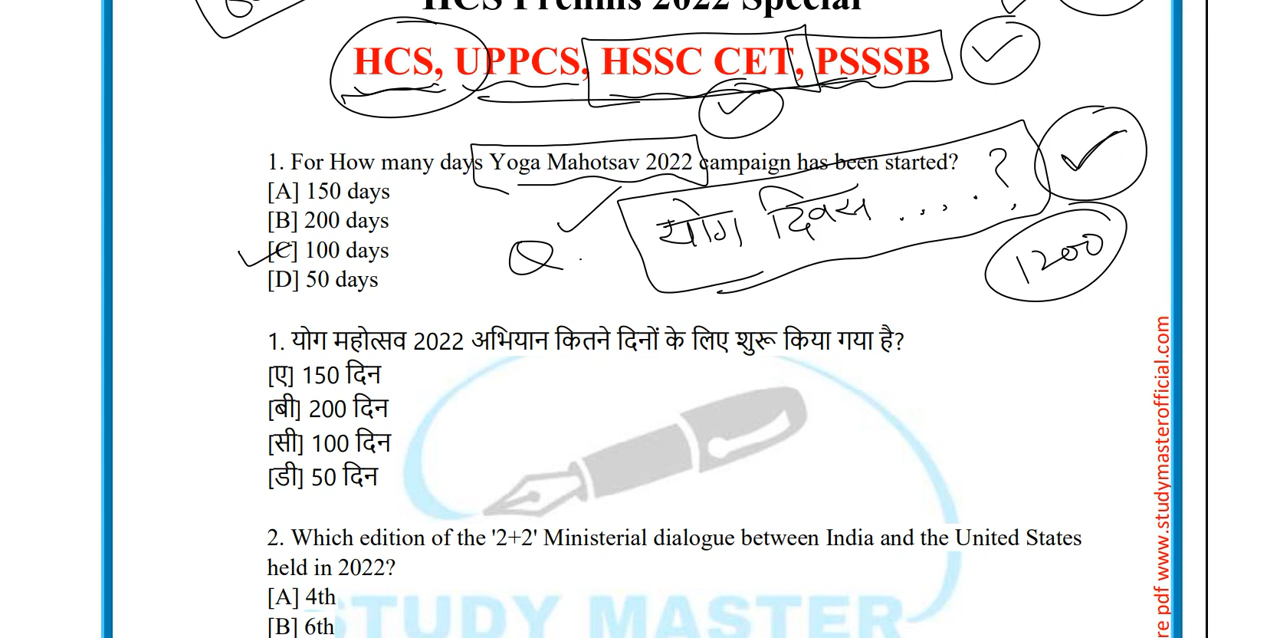 HCS Prelims 2022 Special
HCS, UPPCS, HSSC CET, PSSSB
1. For How many days Yoga Mahotsav 2022 campaign has been started?
[A] 150 days
[B] 200 days
[C] 100 days
[D] 50 days
Q.
योग दिवस ....?
1200
1. योग महोत्सव 2022 अभियान कितने दिनों के लिए शुरू किया गया है?
[ए] 150 दिन
[बी] 200 दिन
[सी] 100 दिन
[डी] 50 दिन
2. Which edition of the '2+2' Ministerial dialogue between India and the United States
held in 2022?
[A] 4th
[B] 6th
STUDY MASTER
re pdf www.studymasterofficial.com